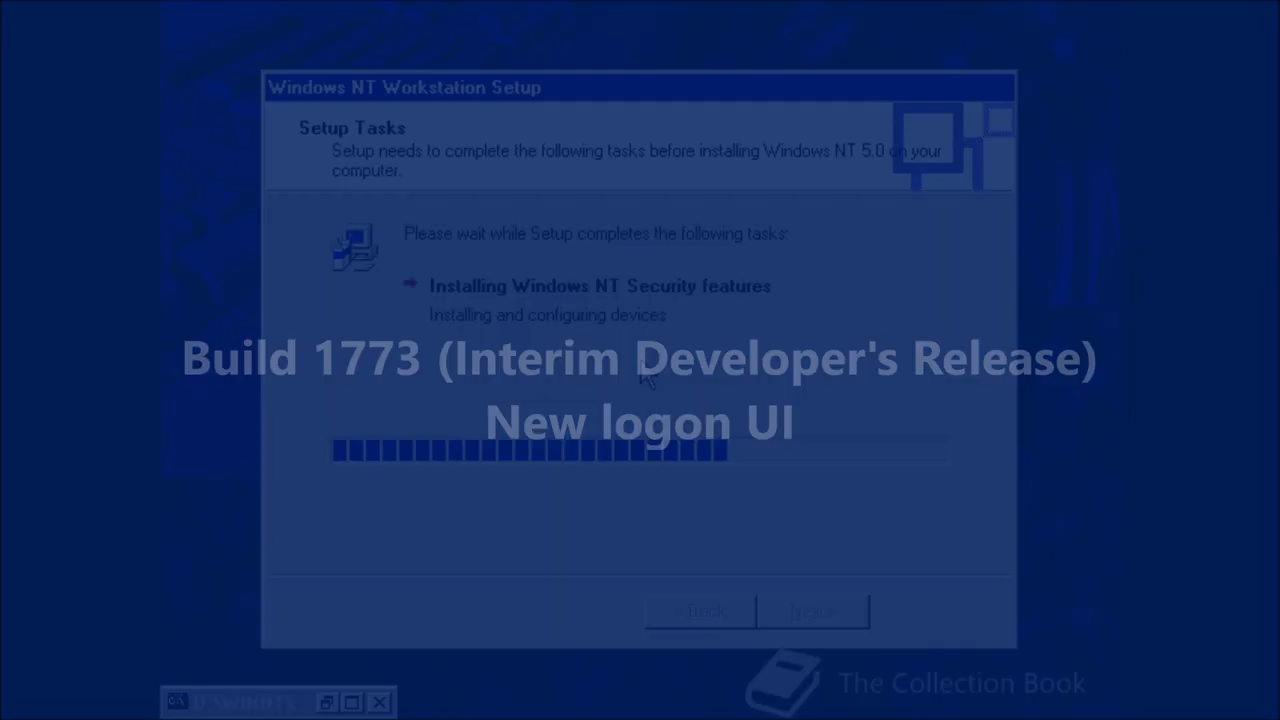 Windows NT Workstation Setup
Setup Tasks
Setup needs to complete the following tasks before installing Windows NT 5.0 on your
computer.
Please wait while Setup completes the following tasks:
Installing Windows NT Security features
Installing and configuring devices
Build 1773 (Interim Developer's Release)
New logon UI
< Back
Next >
The Collection Book